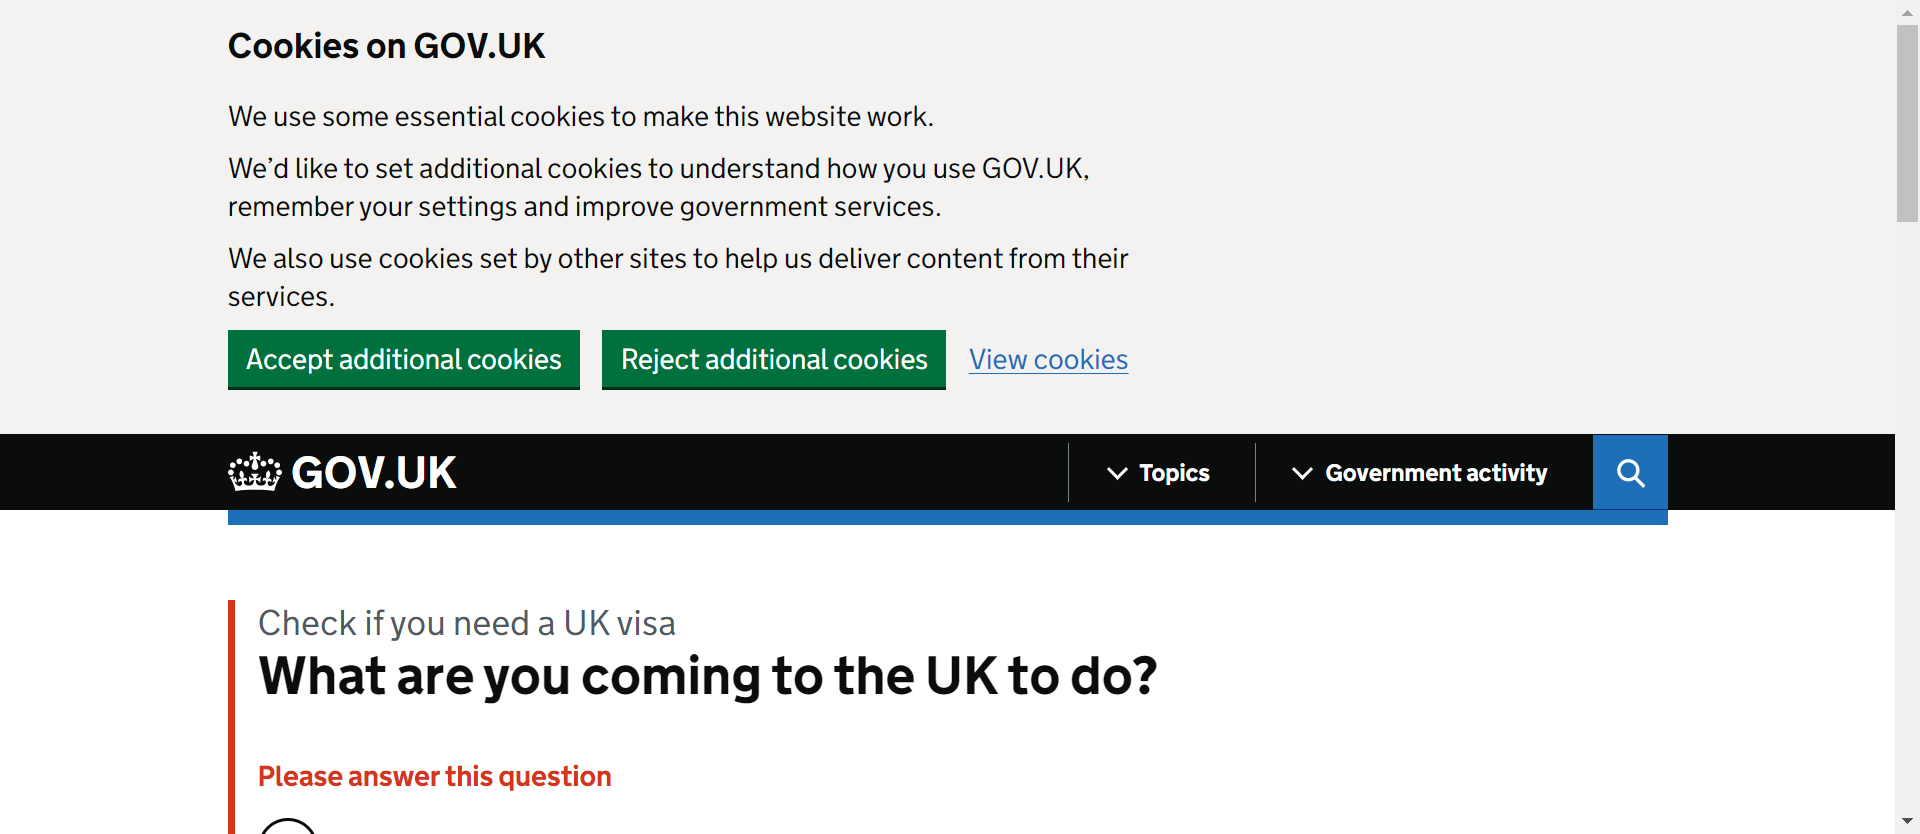 Cookies on GOV.UK
We use some essential cookies to make this website work.
We’d like to set additional cookies to understand how you use GOV.UK,
remember your settings and improve government services.
We also use cookies set by other sites to help us deliver content from their
services.
Accept additional cookies Reject additional cookies View cookies
GOV.UK Topics Government activity
Check if you need a UK visa
What are you coming to the UK to do?
Please answer this question